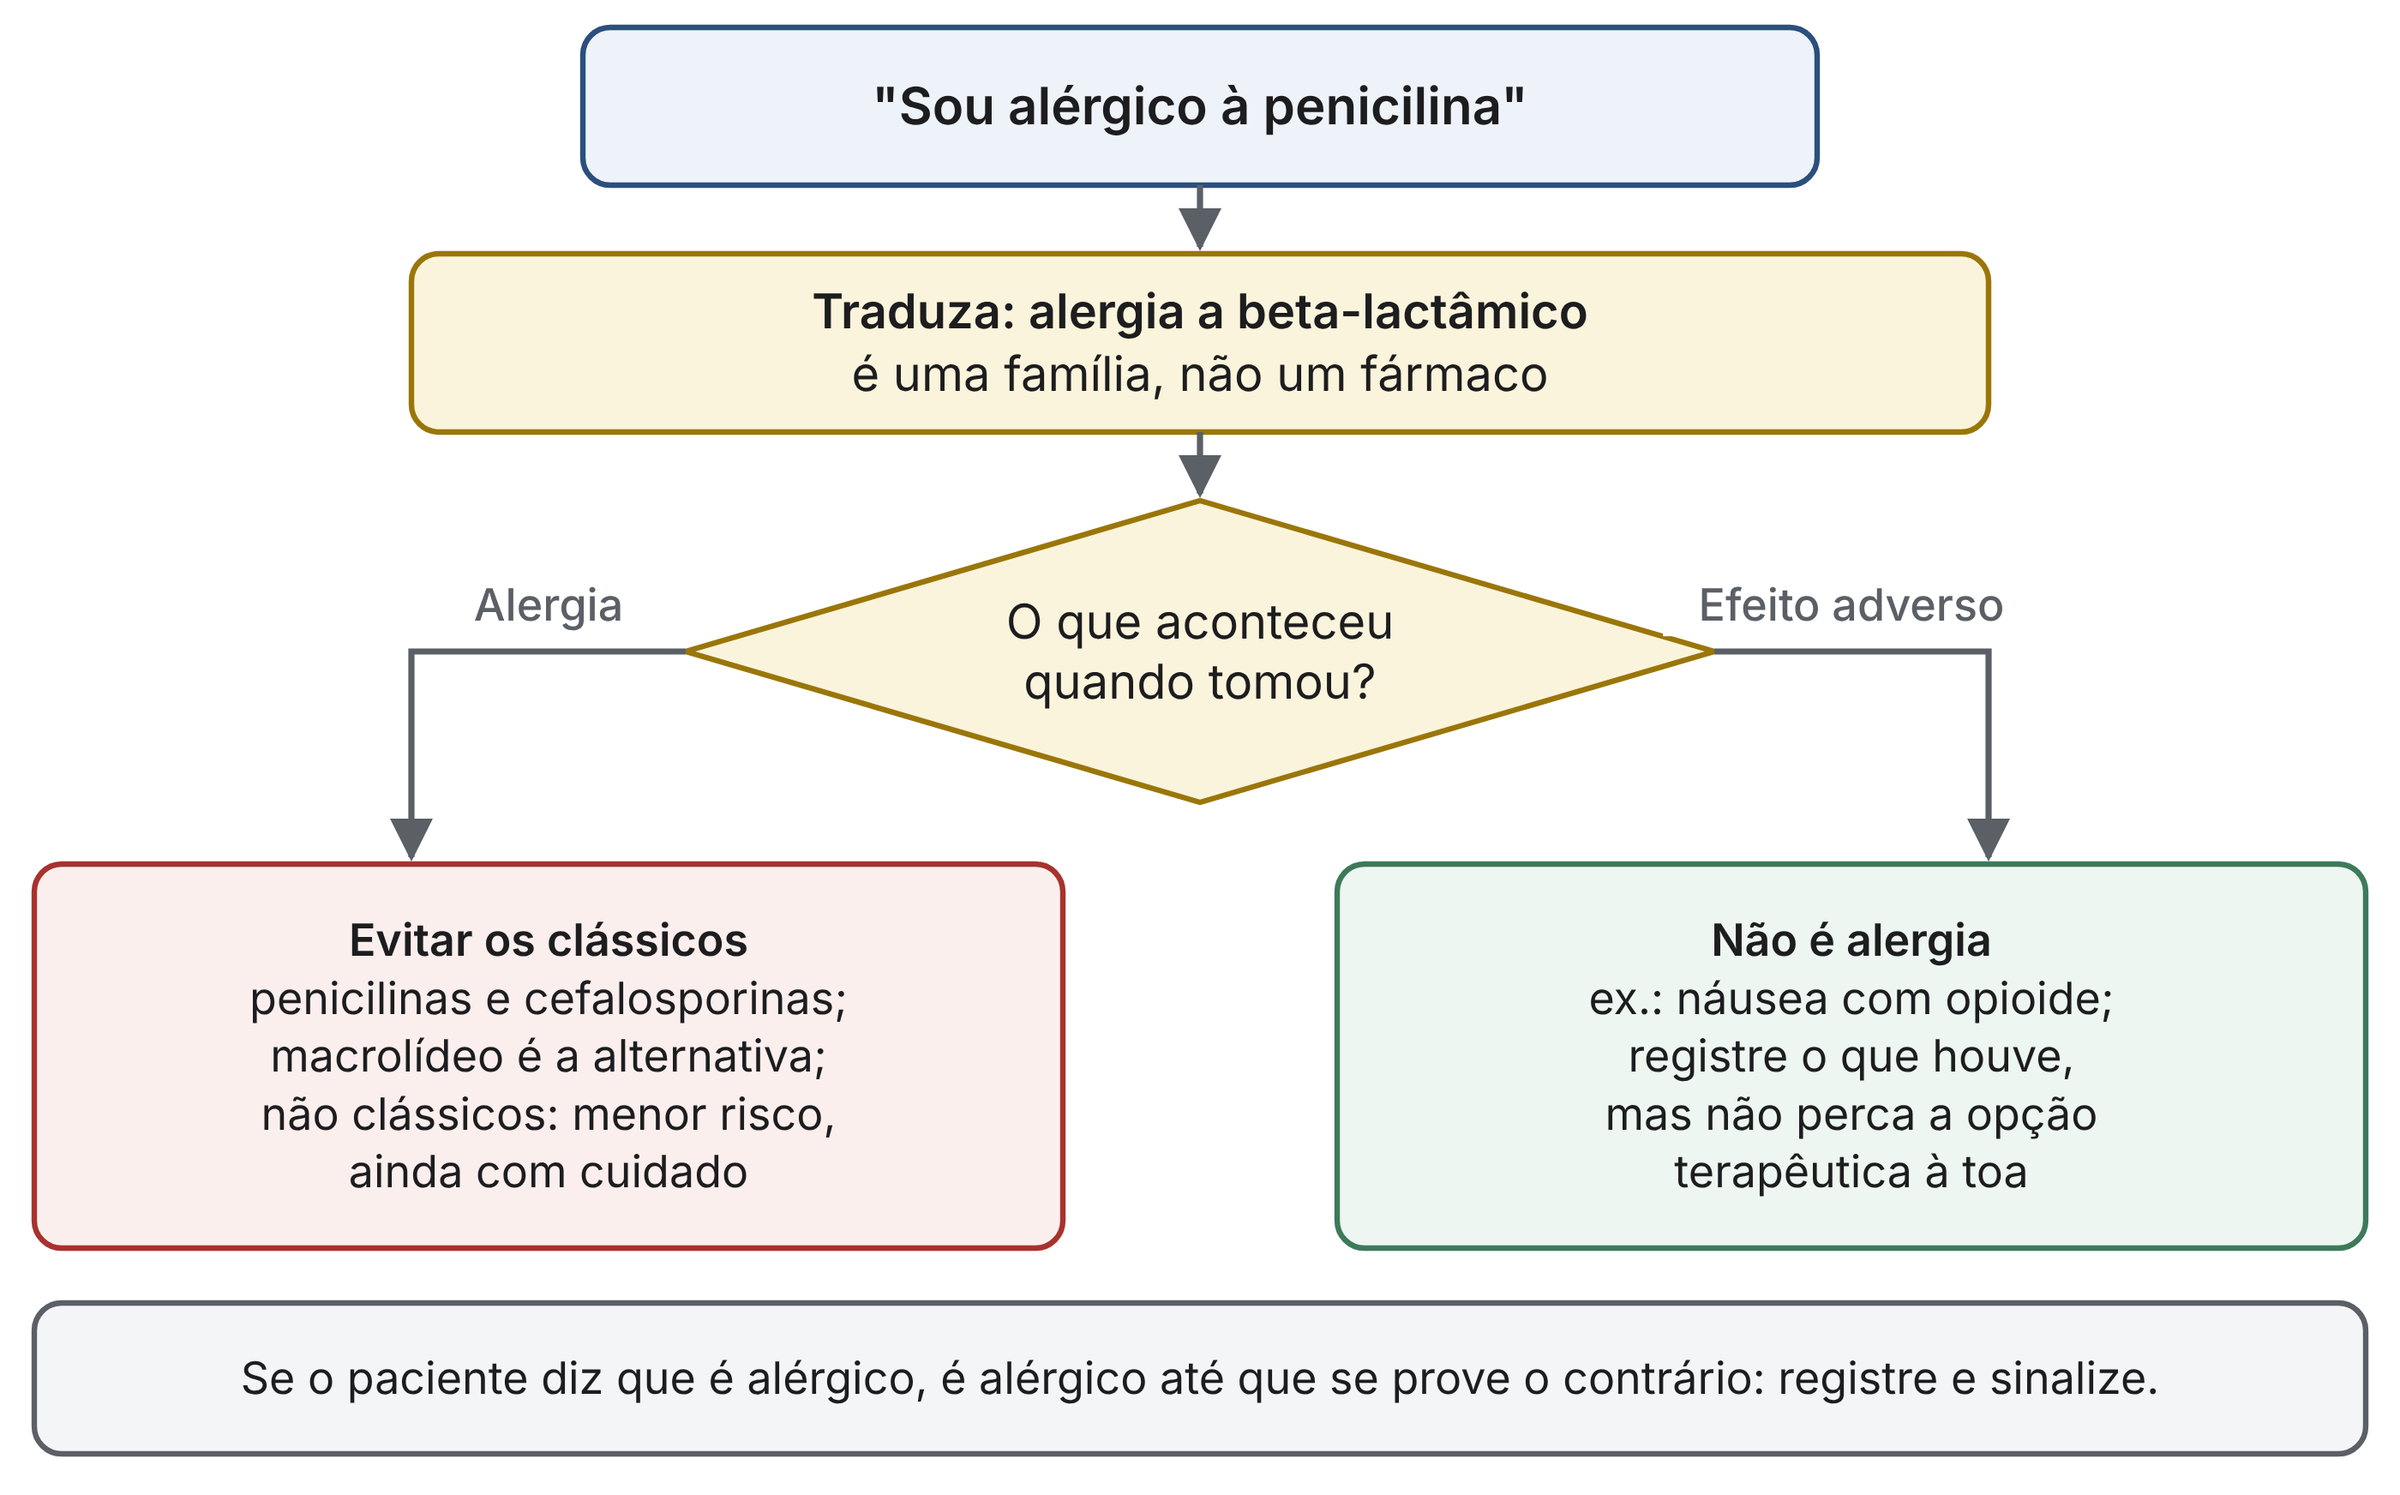 "Sou alérgico à penicilina"
Traduza: alergia a beta-lactâmico
é uma família, não um fármaco
O que aconteceu
quando tomou?
Alergia
Efeito adverso
Evitar os clássicos
penicilinas e cefalosporinas;
macrolídeo é a alternativa;
não clássicos: menor risco,
ainda com cuidado
Não é alergia
ex.: náusea com opioide;
registre o que houve,
mas não perca a opção
terapêutica à toa
Se o paciente diz que é alérgico, é alérgico até que se prove o contrário: registre e sinalize.